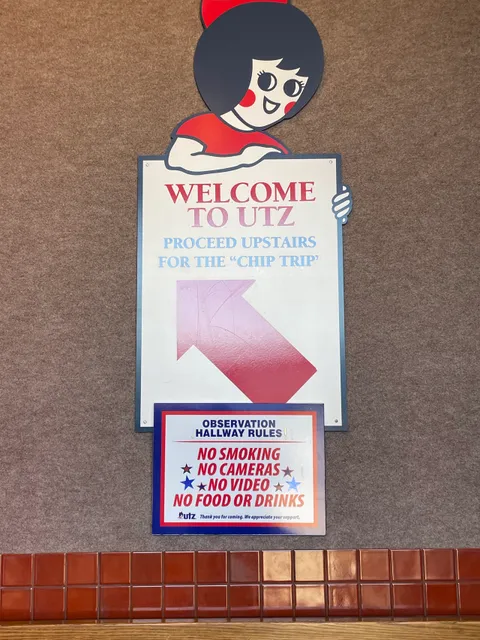 WELCOME
TO UTZ
PROCEED UPSTAIRS
FOR THE "CHIP TRIP"
OBSERVATION
HALLWAY RULES
NO SMOKING
NO CAMERAS
NO VIDEO
NO FOOD OR DRINKS
utz Thank you for coming. We appreciate your support.